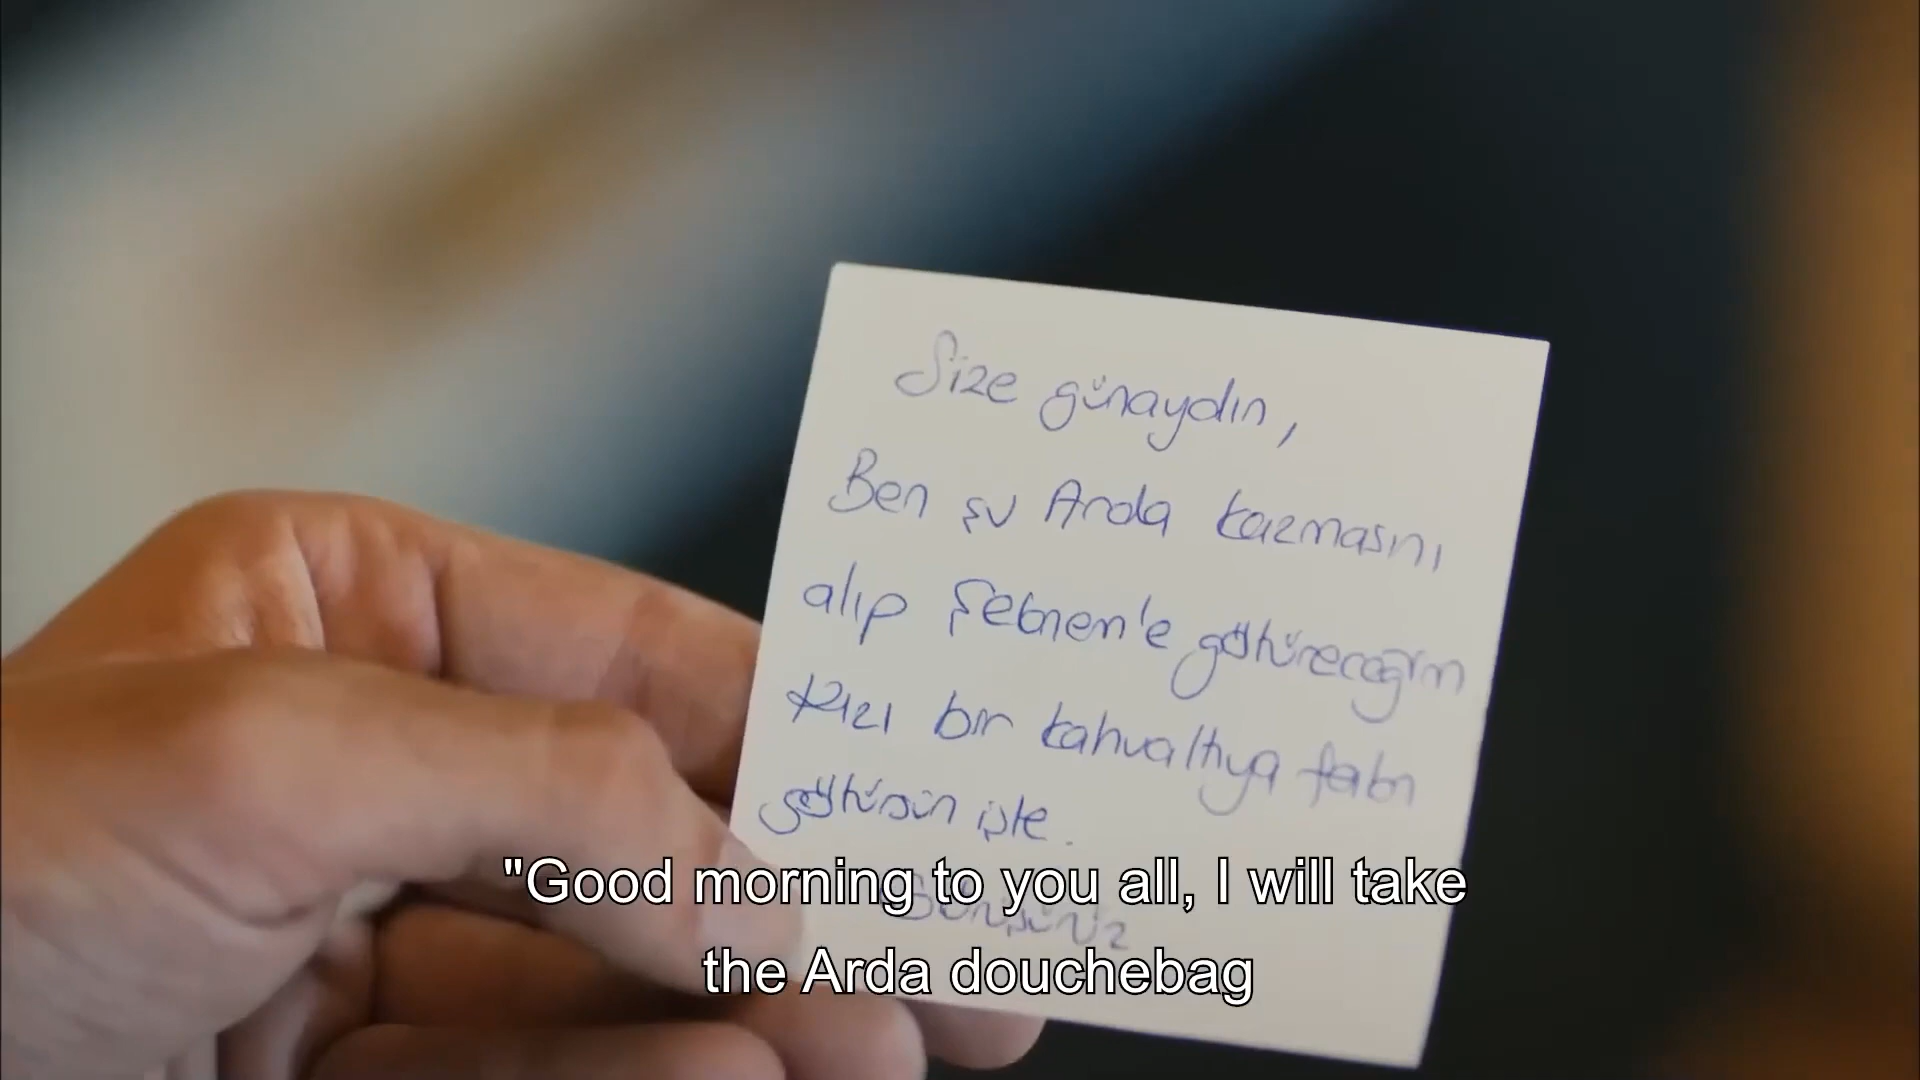 Size günaydın,
Ben şu Arda kazmasını
alıp Şebnem'e götüreceğim
Kızı bir kahvaltıya falan
götürsün işte.
Görüşürüz
"Good morning to you all, I will take
the Arda douchebag